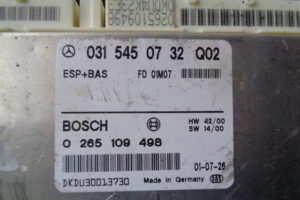 031 545 07 32 Q02
ESP+BAS FD 01M07
BOSCH
HW 42/00
SW 14/00
0 265 109 498
01-07-26
DKDU30013730 Made in Germany